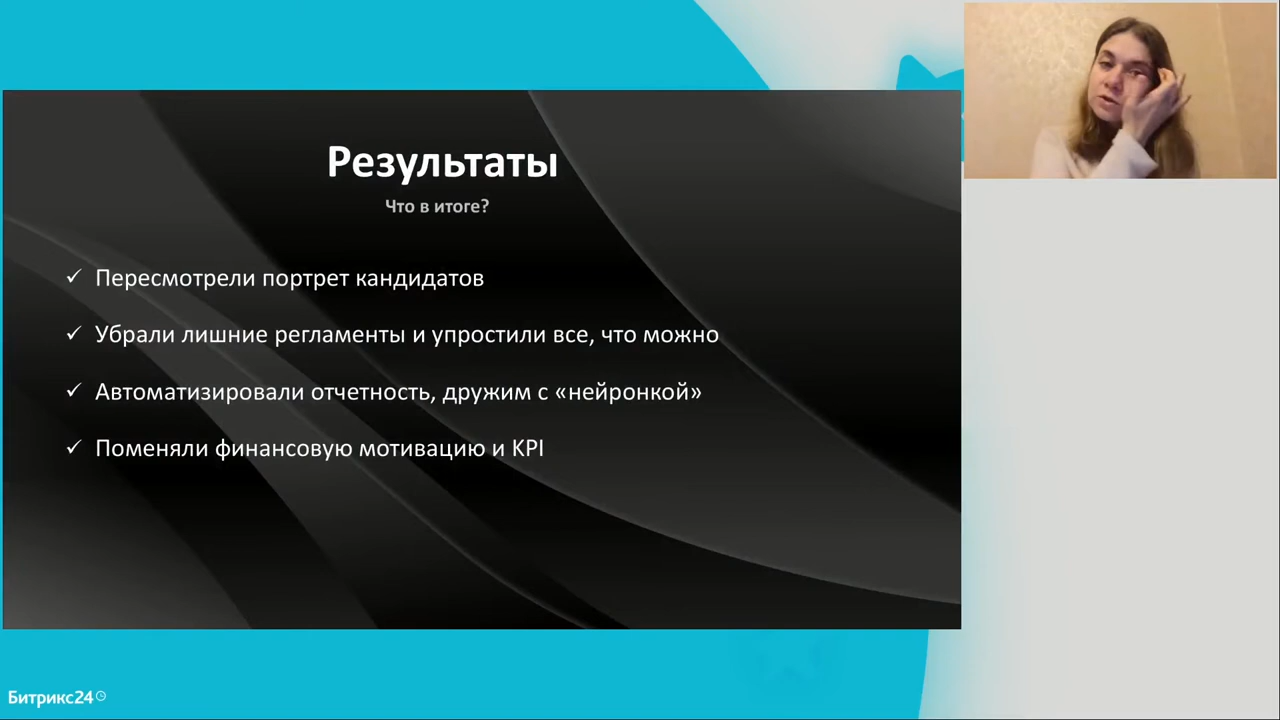 Результаты
Что в итоге?
✓ Пересмотрели портрет кандидатов
✓ Убрали лишние регламенты и упростили все, что можно
✓ Автоматизировали отчетность, дружим с «нейронкой»
✓ Поменяли финансовую мотивацию и KPI
Битрикс24